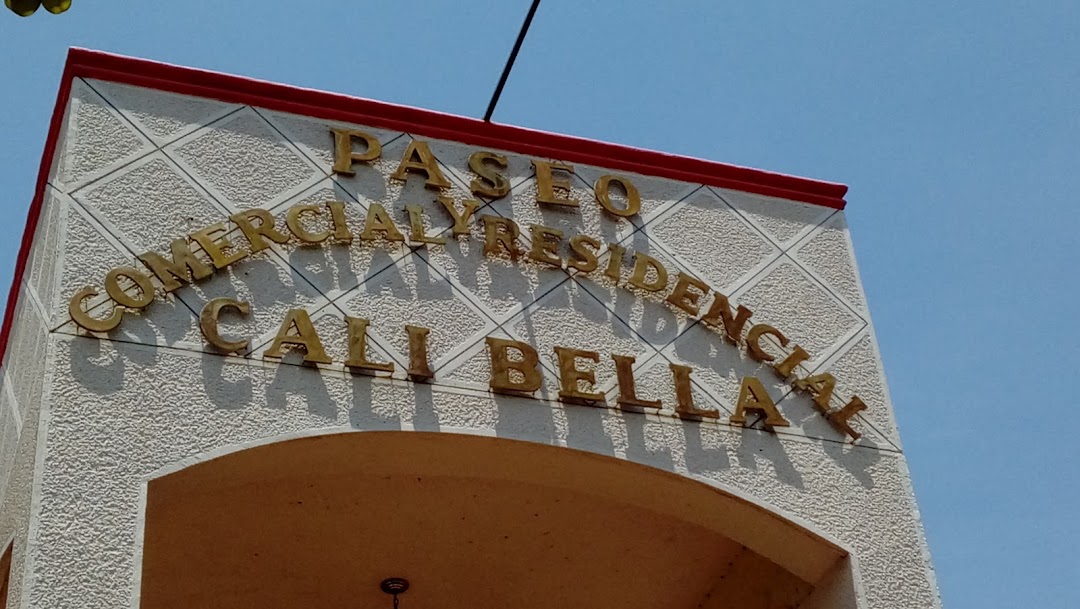 PASEO
COMERCIAL Y RESIDENCIAL
CALI BELLA